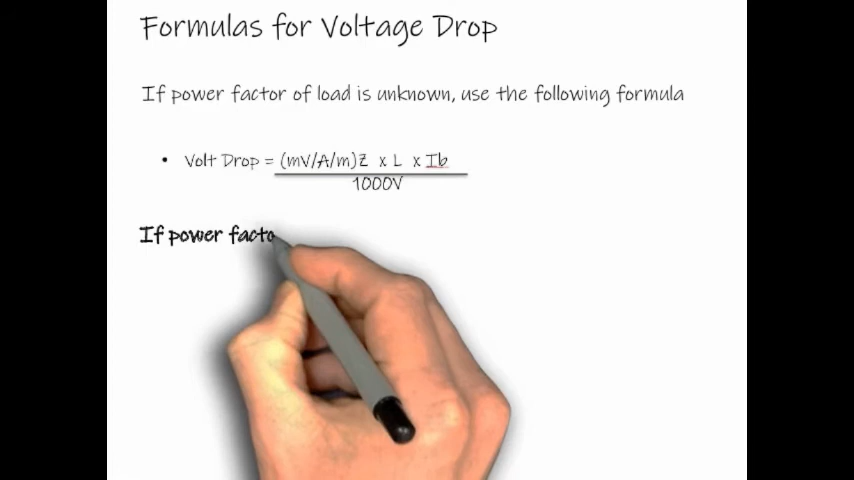 Formulas for Voltage Drop
If power factor of load is unknown, use the following formula
• Volt Drop = (mV/A/m)Z x L x Ib
1000V
If power facto